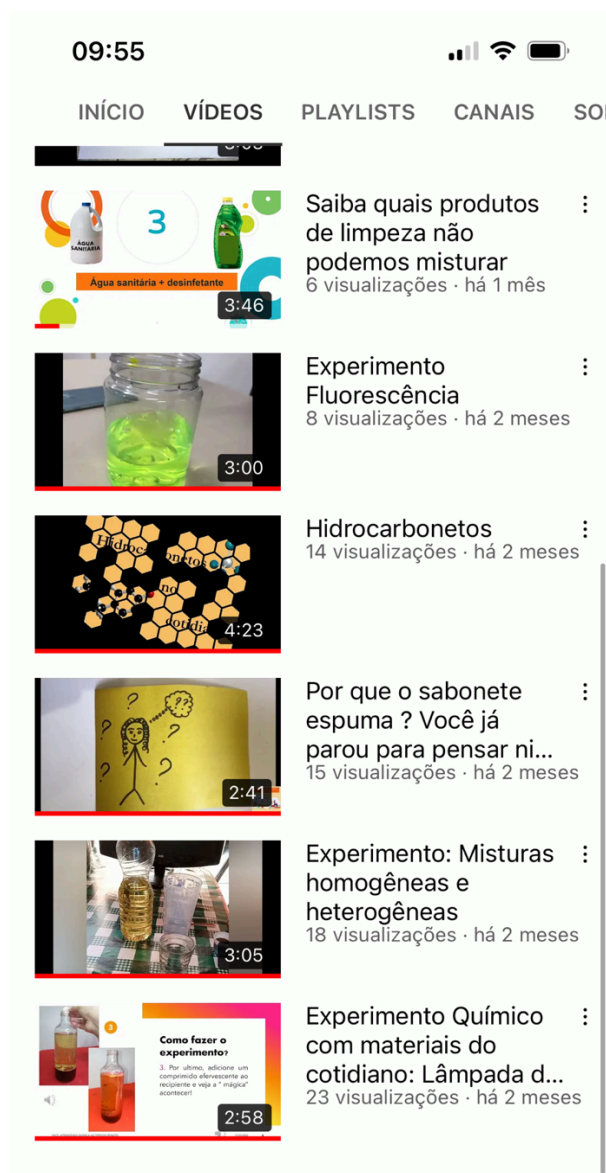 09:55
INÍCIO VÍDEOS PLAYLISTS CANAIS
3
ÁGUA
SANITÁRIA
Água sanitária + desinfetante
3:46
Saiba quais produtos
de limpeza não
podemos misturar
6 visualizações · há 1 mês
3:00
Experimento
Fluorescência
8 visualizações · há 2 meses
4:23
Hidrocarbonetos
14 visualizações · há 2 meses
2:41
Por que o sabonete
espuma ? Você já
parou para pensar ni...
15 visualizações · há 2 meses
3:05
Experimento: Misturas
homogêneas e
heterogêneas
18 visualizações · há 2 meses
3
Como fazer o
experimento?
3. Por ultimo, adicione um
comprimido efervescente ao
recipiente e veja a " mágica"
acontecer!
2:58
Experimento Químico
com materiais do
cotidiano: Lâmpada d...
23 visualizações · há 2 meses